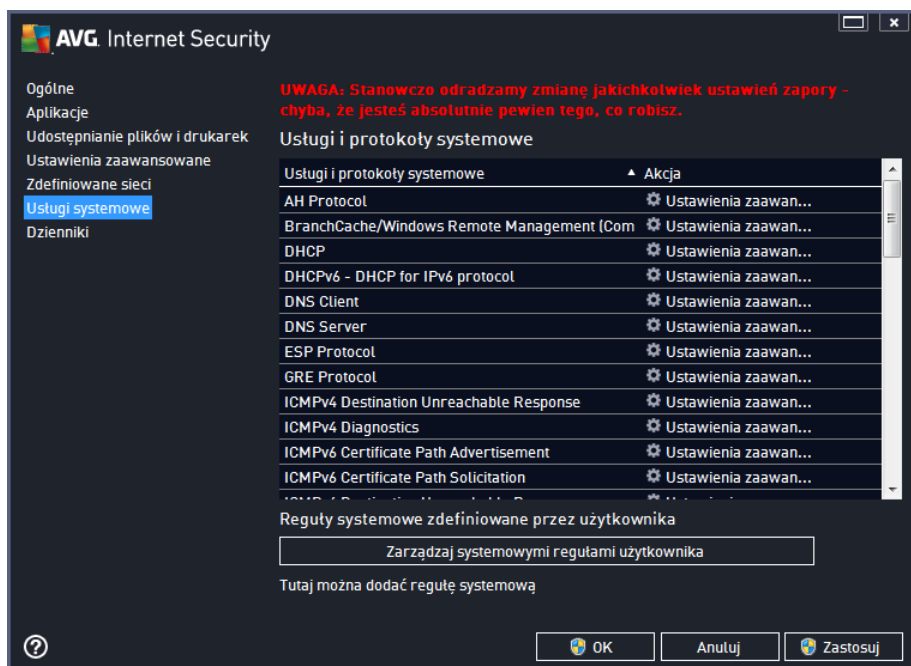 AVG. Internet Security
Ogólne
Aplikacje
Udostępnianie plików i drukarek
Ustawienia zaawansowane
Zdefiniowane sieci
Usługi systemowe
Dzienniki
UWAGA: Stanowczo odradzamy zmianę jakichkolwiek ustawień zapory -
chyba, że jesteś absolutnie pewien tego, co robisz.
Usługi i protokoły systemowe
Usługi i protokoły systemowe Akcja
AH Protocol Ustawienia zaawan...
BranchCache/Windows Remote Management (Com Ustawienia zaawan...
DHCP Ustawienia zaawan...
DHCPv6 - DHCP for IPv6 protocol Ustawienia zaawan...
DNS Client Ustawienia zaawan...
DNS Server Ustawienia zaawan...
ESP Protocol Ustawienia zaawan...
GRE Protocol Ustawienia zaawan...
ICMPv4 Destination Unreachable Response Ustawienia zaawan...
ICMPv4 Diagnostics Ustawienia zaawan...
ICMPv6 Certificate Path Advertisement Ustawienia zaawan...
ICMPv6 Certificate Path Solicitation Ustawienia zaawan...
Reguły systemowe zdefiniowane przez użytkownika
Zarządzaj systemowymi regułami użytkownika
Tutaj można dodać regułę systemową
OK Anuluj Zastosuj